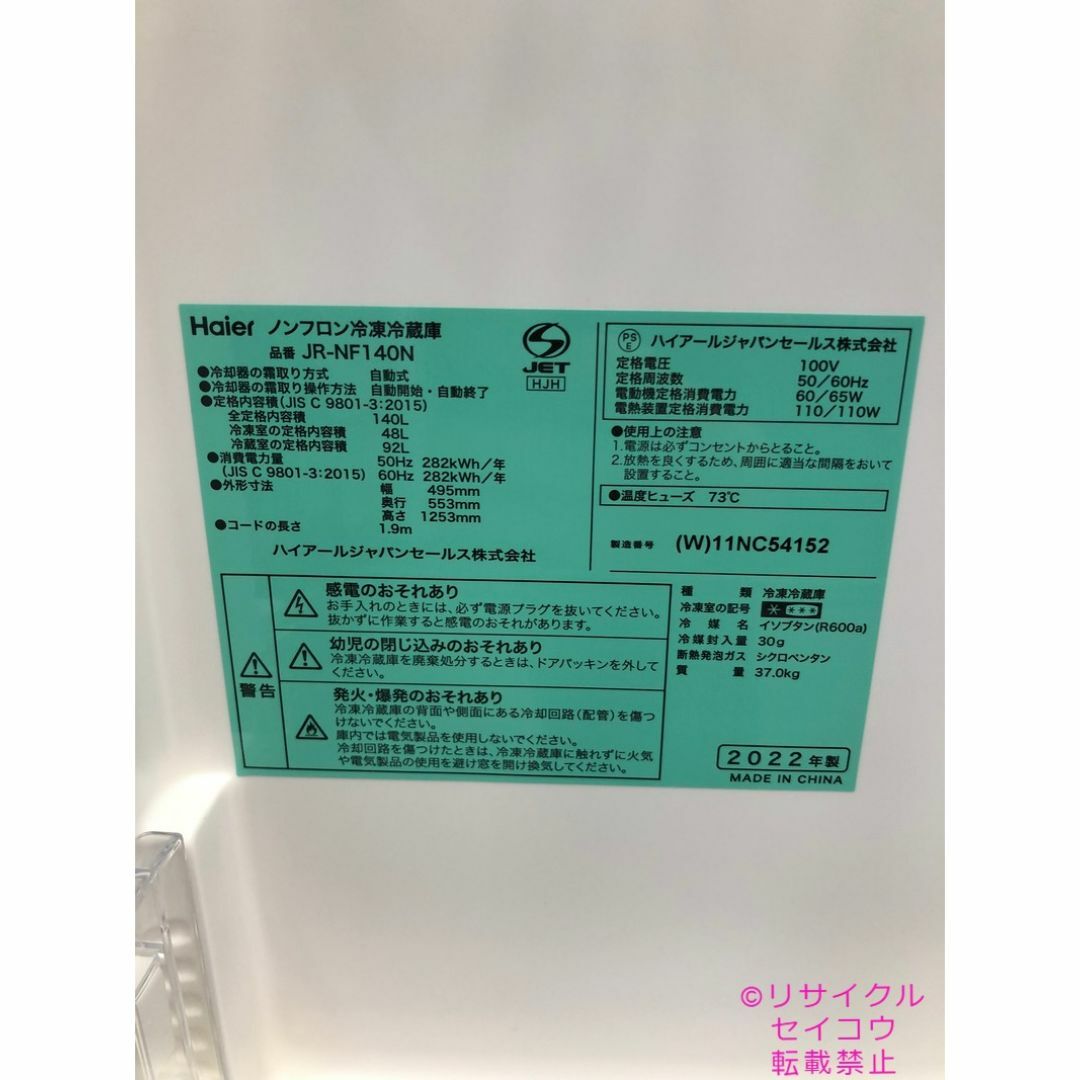 Haier ノンフロン冷凍冷蔵庫
品番 JR-NF140N
●冷却器の霜取り方式 自動式
●冷却器の霜取り操作方法 自動開始・自動終了
●定格内容積(JIS C 9801-3:2015)
全定格内容積 140L
冷凍室の定格内容積 48L
冷蔵室の定格内容積 92L
●消費電力量 50Hz 282kWh/年
(JIS C 9801-3:2015) 60Hz 282kWh/年
●外形寸法 幅 495mm
奥行 553mm
高さ 1253mm
●コードの長さ 1.9m
ハイアールジャパンセールス株式会社
JET
HJH
PS
E
ハイアールジャパンセールス株式会社
定格電圧 100V
定格周波数 50/60Hz
電動機定格消費電力 60/65W
電熱装置定格消費電力 110/110W
●使用上の注意
1.電源は必ずコンセントからとること。
2.放熱を良くするため、周囲に適当な間隔をおいて
設置すること。
●温度ヒューズ 73℃
製造番号 (W)11NC54152
警告
感電のおそれあり
お手入れのときには、必ず電源プラグを抜いてください。
抜かずに作業すると感電のおそれがあります。
幼児の閉じ込めのおそれあり
冷凍冷蔵庫を廃棄処分するときは、ドアパッキンを外して
ください。
発火・爆発のおそれあり
冷凍冷蔵庫の背面や側面にある冷却回路(配管)を傷つ
けないでください。
庫内では電気製品を使用しないでください。
冷却回路を傷つけたときは、冷凍冷蔵庫に触れずに火気
や電気製品の使用を避け窓を開け換気してください。
種類 冷凍冷蔵庫
冷凍室の記号 * ***
冷媒名 イソブタン(R600a)
冷媒封入量 30g
断熱発泡ガス シクロペンタン
質量 37.0kg
2022年製
MADE IN CHINA
©リサイクル
セイコウ
転載禁止